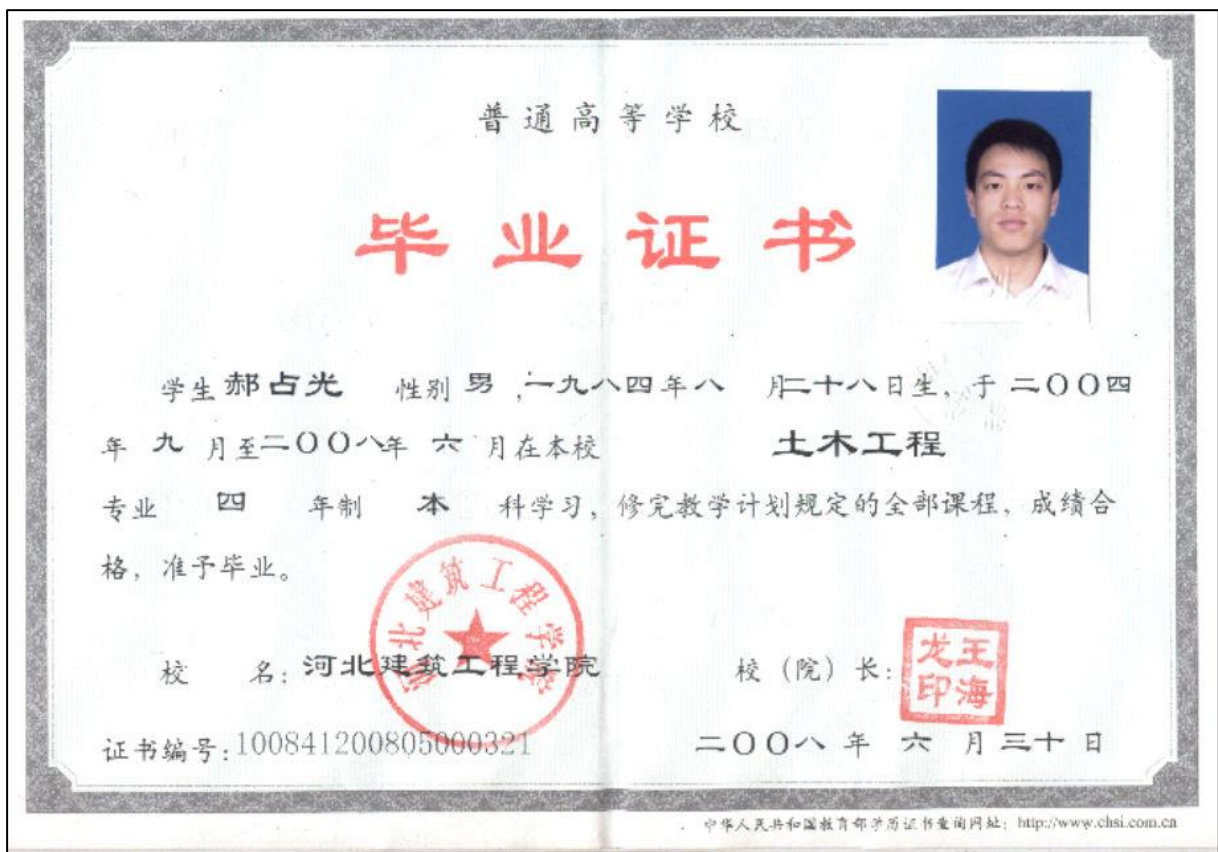 普通高等学校
毕业证书
学生 郝占光 性别 男，一九八四年八 月二十八日生，于 二〇〇四
年 九 月至二〇〇八年 六 月在本校 土木工程
专业 四 年制 本 科学习，修完教学计划规定的全部课程，成绩合
格，准予毕业。
河北建筑工程学院
校 名：河北建筑工程学院 校（院）长：
王海龙印
证书编号：100841200805000321 二〇〇八 年 六 月 三十 日
中华人民共和国教育部学历证书查询网址：http://www.chsi.com.cn